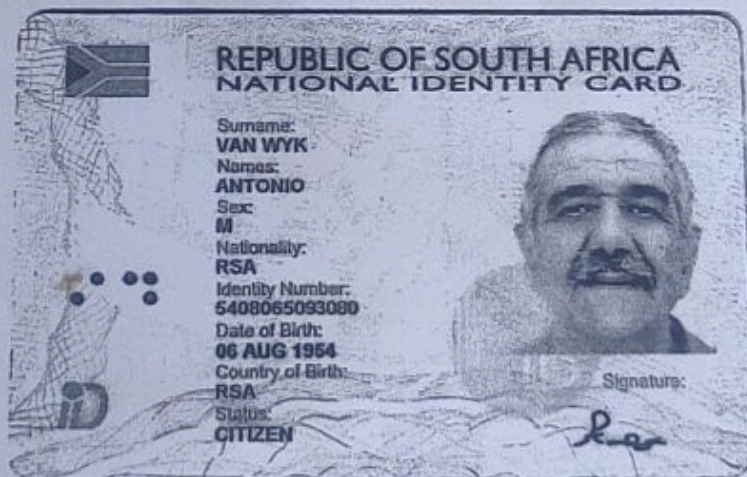 REPUBLIC OF SOUTH AFRICA
NATIONAL IDENTITY CARD
Surname:
VAN WYK
Names:
ANTONIO
Sex:
M
Nationality:
RSA
Identity Number:
5408065093080
Date of Birth:
06 AUG 1954
Country of Birth:
RSA
Status:
CITIZEN
Signature:
iD